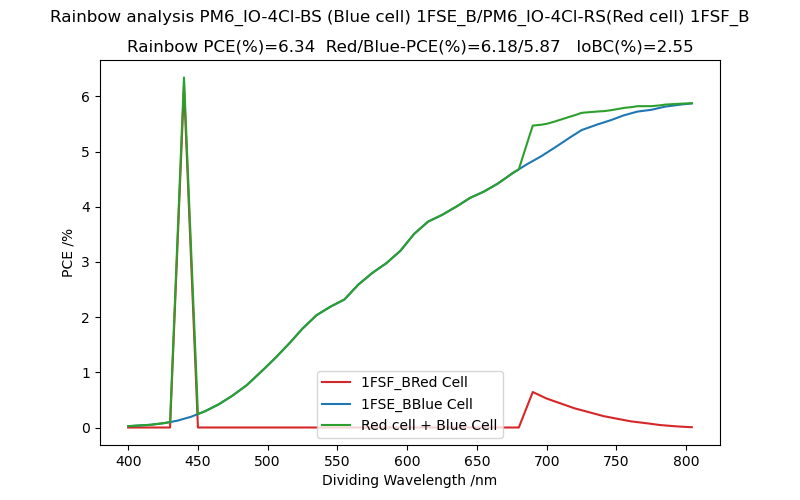 Rainbow analysis PM6_IO-4Cl-BS (Blue cell) 1FSE_B/PM6_IO-4Cl-RS(Red cell) 1FSF_B
Rainbow PCE(%)=6.34  Red/Blue-PCE(%)=6.18/5.87   IoBC(%)=2.55
PCE /%
6
5
4
3
2
1
0
1FSF_BRed Cell
1FSE_BBlue Cell
Red cell + Blue Cell
400 450 500 550 600 650 700 750 800
Dividing Wavelength /nm